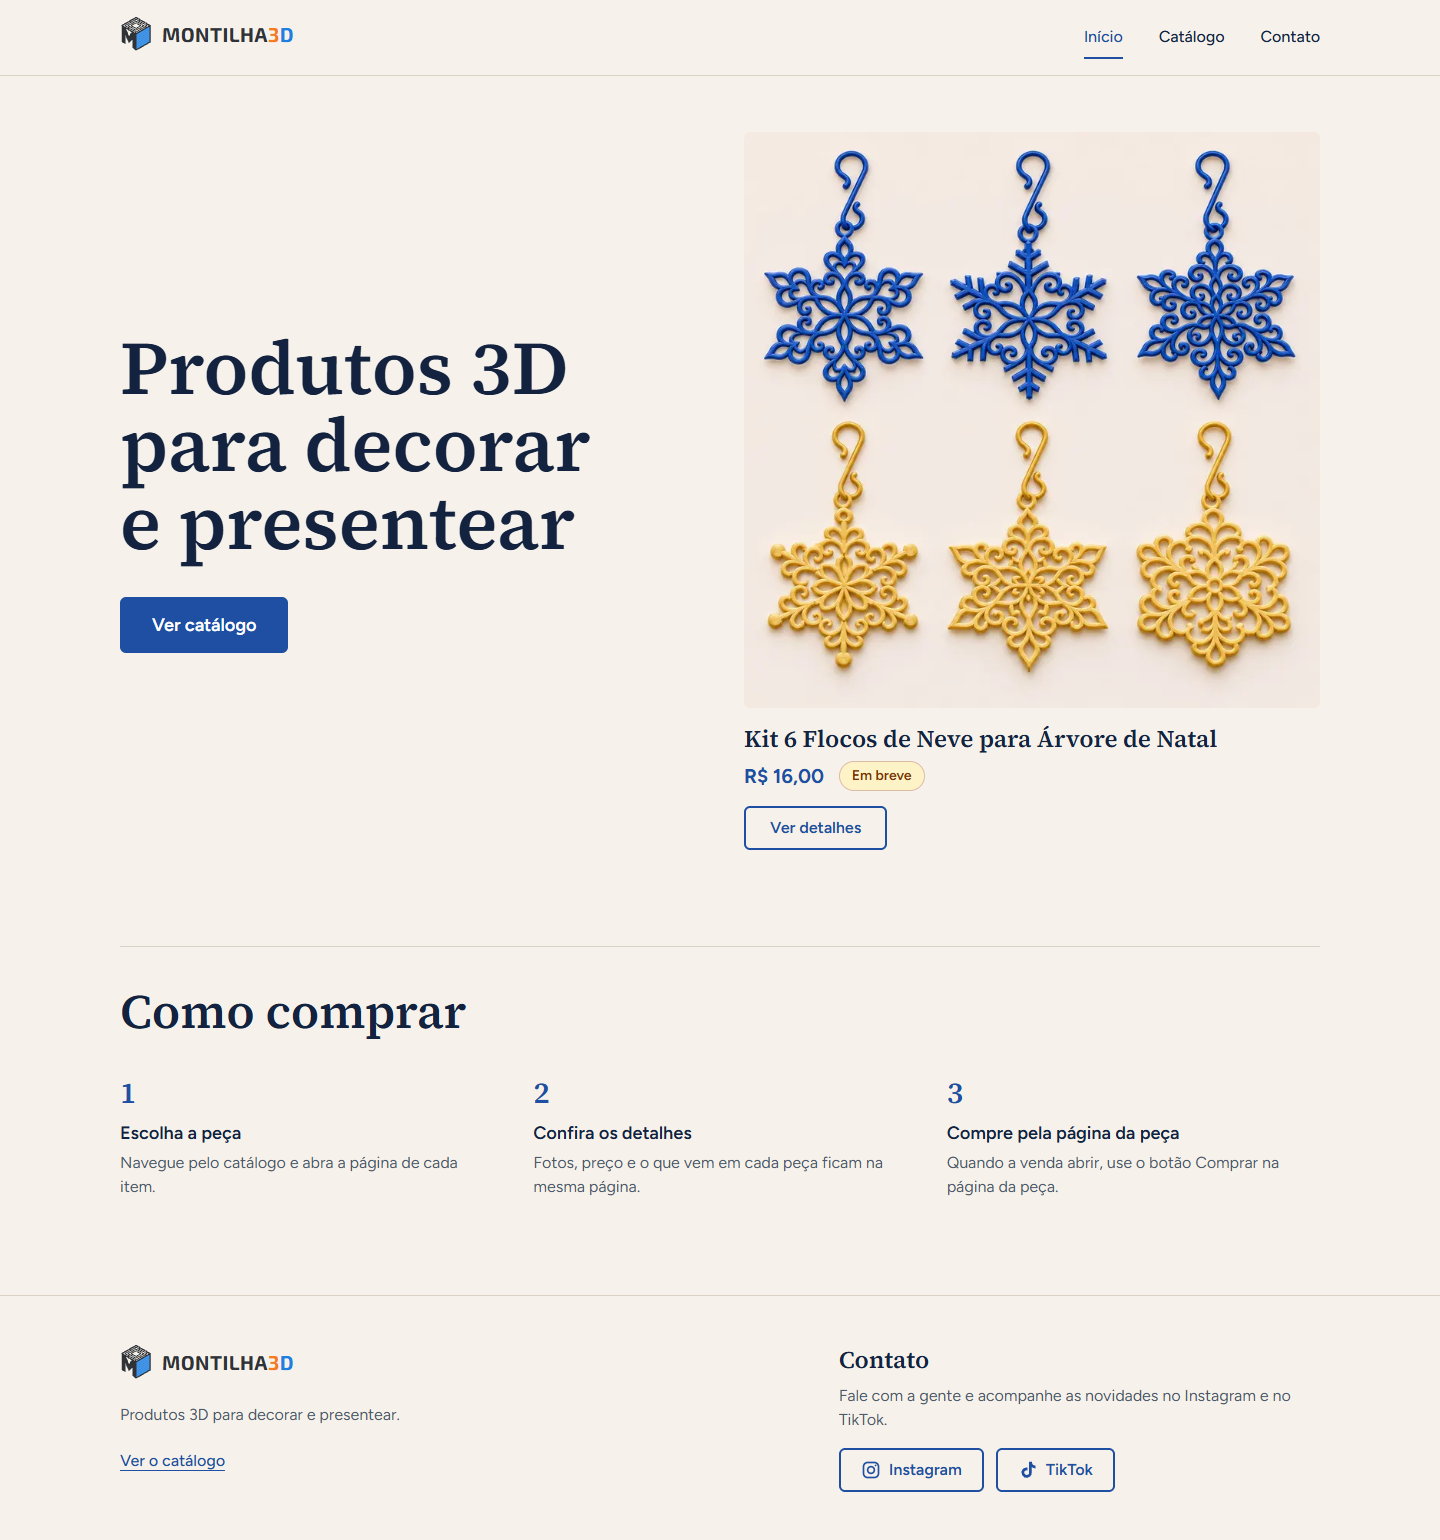 MONTILHA3D
Início
Catálogo
Contato
Produtos 3D
para decorar
e presentear
Ver catálogo
Kit 6 Flocos de Neve para Árvore de Natal
R$ 16,00
Em breve
Ver detalhes
Como comprar
1
Escolha a peça
Navegue pelo catálogo e abra a página de cada
item.
2
Confira os detalhes
Fotos, preço e o que vem em cada peça ficam na
mesma página.
3
Compre pela página da peça
Quando a venda abrir, use o botão Comprar na
página da peça.
MONTILHA3D
Produtos 3D para decorar e presentear.
Ver o catálogo
Contato
Fale com a gente e acompanhe as novidades no Instagram e no
TikTok.
Instagram
TikTok